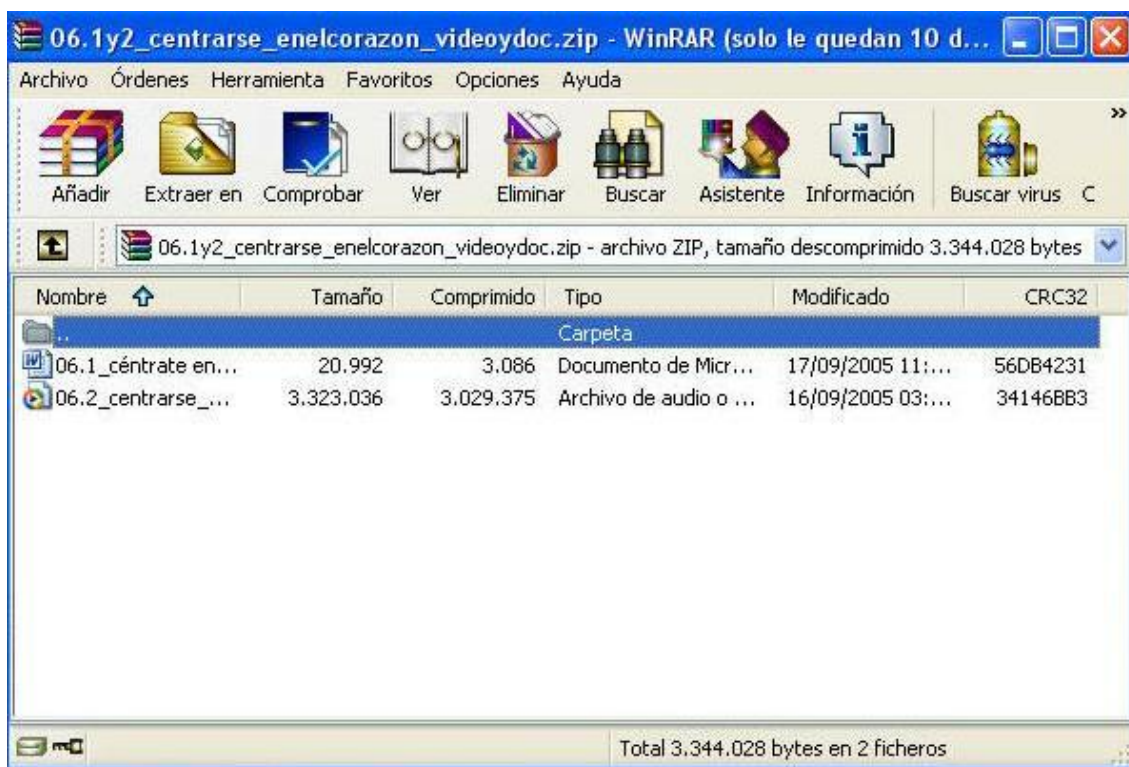 06.1y2_centrarse_enelcorazon_videoydoc.zip - WinRAR (solo le quedan 10 d...
Archivo Órdenes Herramienta Favoritos Opciones Ayuda
Añadir Extraer en Comprobar Ver Eliminar Buscar Asistente Información Buscar virus C
06.1y2_centrarse_enelcorazon_videoydoc.zip - archivo ZIP, tamaño descomprimido 3.344.028 bytes
Nombre Tamaño Comprimido Tipo Modificado CRC32
.. Carpeta
06.1_céntrate en... 20.992 3.086 Documento de Micr... 17/09/2005 11:... 56DB4231
06.2_centrarse_... 3.323.036 3.029.375 Archivo de audio o ... 16/09/2005 03:... 34146BB3
Total 3.344.028 bytes en 2 ficheros